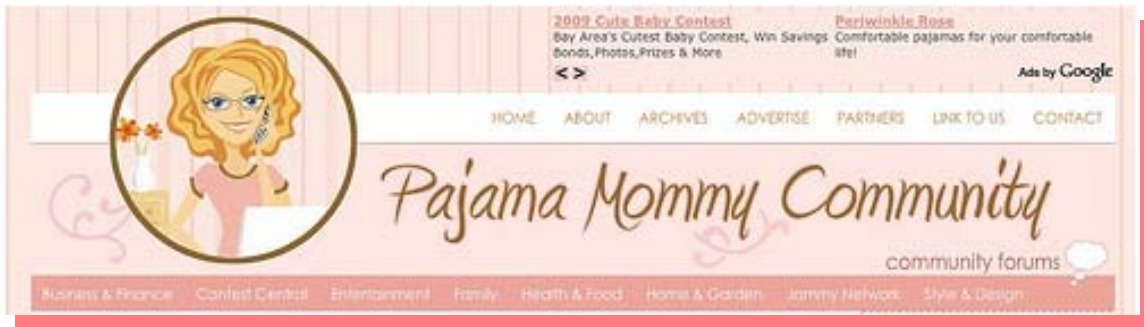 2009 Cute Baby Contest
Bay Area's Cutest Baby Contest, Win Savings
Bonds,Photos,Prizes & More
Periwinkle Rose
Comfortable pajamas for your comfortable
life!
< >
Ads by Google
HOME ABOUT ARCHIVES ADVERTISE PARTNERS LINK TO US CONTACT
Pajama Mommy Community
community forums
Business & Finance Contest Central Entertainment Family Health & Food Home & Garden Jammy Network Style & Design